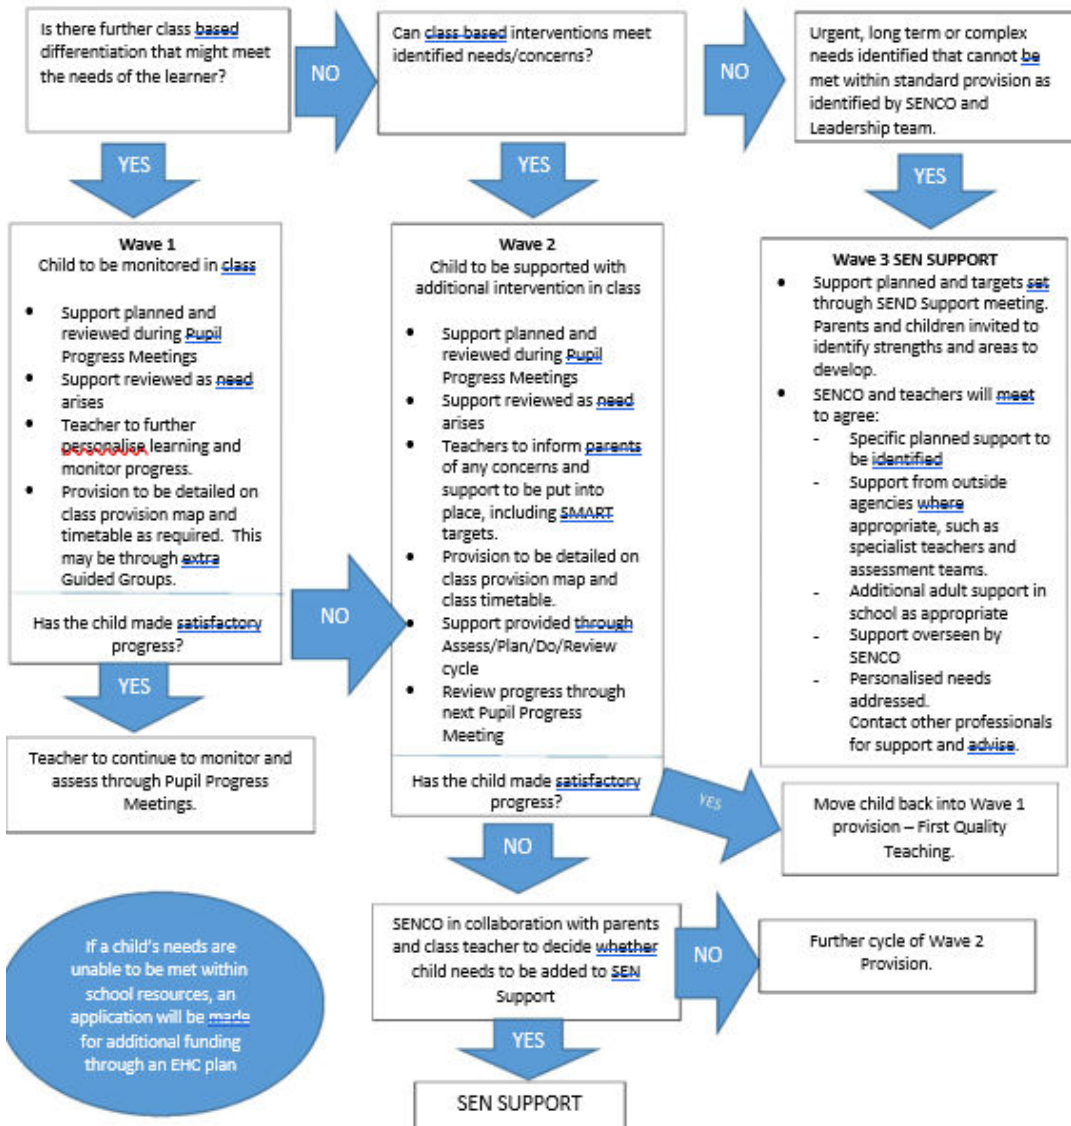 Is there further class based
differentiation that might meet
the needs of the learner?
NO
Can class based interventions meet
identified needs/concerns?
NO
Urgent, long term or complex
needs identified that cannot be
met within standard provision as
identified by SENCO and
Leadership team.
YES
YES
YES
Wave 1
Child to be monitored in class
• Support planned and
reviewed during Pupil
Progress Meetings
• Support reviewed as need
arises
• Teacher to further
personalise learning and
monitor progress.
• Provision to be detailed on
class provision map and
timetable as required. This
may be through extra
Guided Groups.
Has the child made satisfactory
progress?
NO
YES
Teacher to continue to monitor and
assess through Pupil Progress
Meetings.
Wave 2
Child to be supported with
additional intervention in class
• Support planned and
reviewed during Pupil
Progress Meetings
• Support reviewed as need
arises
• Teachers to inform parents
of any concerns and
support to be put into
place, including SMART
targets.
• Provision to be detailed on
class provision map and
class timetable.
• Support provided through
Assess/Plan/Do/Review
cycle
• Review progress through
next Pupil Progress
Meeting
Has the child made satisfactory
progress?
YES
NO
Wave 3 SEN SUPPORT
• Support planned and targets set
through SEND Support meeting.
Parents and children invited to
identify strengths and areas to
develop.
• SENCO and teachers will meet
to agree:
- Specific planned support to
be identified
- Support from outside
agencies where
appropriate, such as
specialist teachers and
assessment teams.
- Additional adult support in
school as appropriate
- Support overseen by
SENCO
- Personalised needs
addressed.
Contact other professionals
for support and advise.
Move child back into Wave 1
provision – First Quality
Teaching.
SENCO in collaboration with parents
and class teacher to decide whether
child needs to be added to SEN
Support
NO
Further cycle of Wave 2
Provision.
YES
SEN SUPPORT
If a child's needs are
unable to be met within
school resources, an
application will be made
for additional funding
through an EHC plan